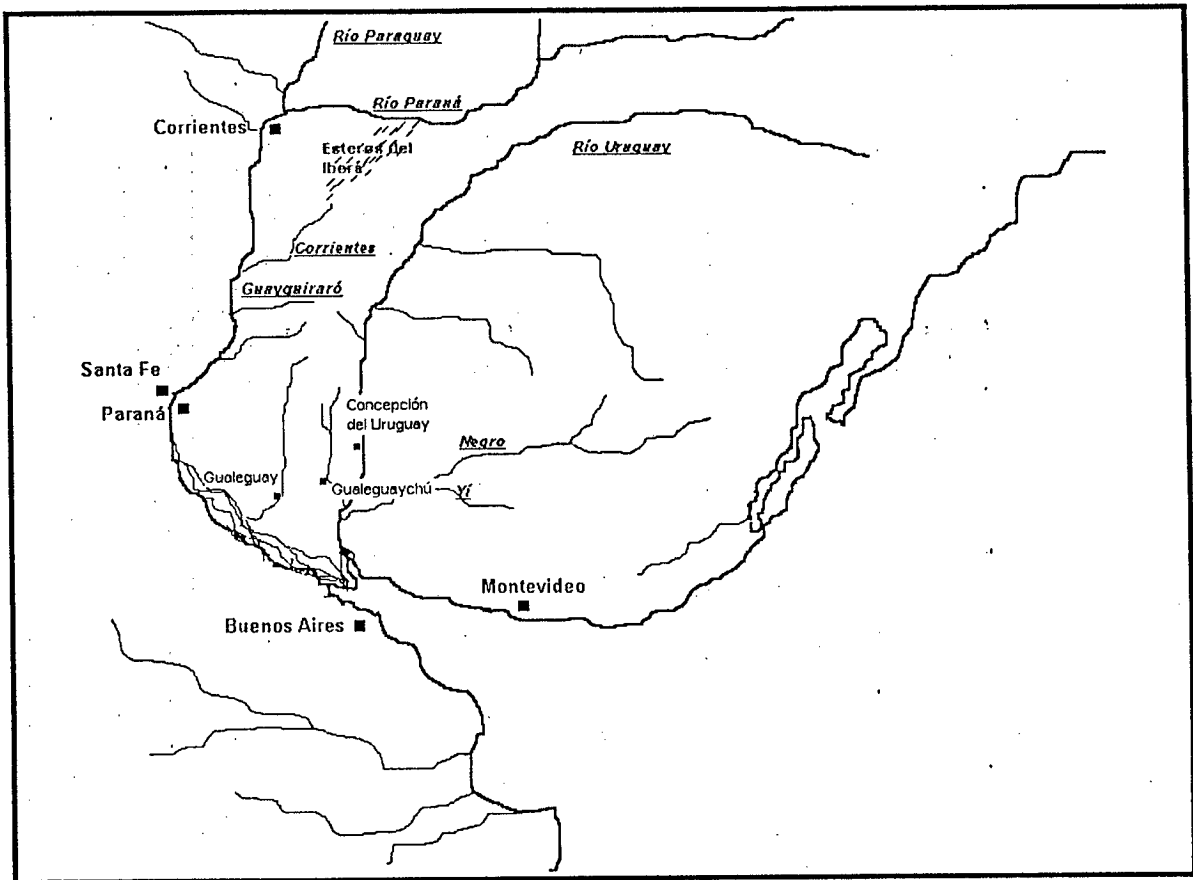 Río Paraguay
Río Paraná
Corrientes
Esteros del
Iberá
Río Uruguay
Corrientes
Guayquiraró
Santa Fe
Paraná
Concepción
del Uruguay
Negro
Gualeguay
Gualeguaychú
Yí
Montevideo
Buenos Aires